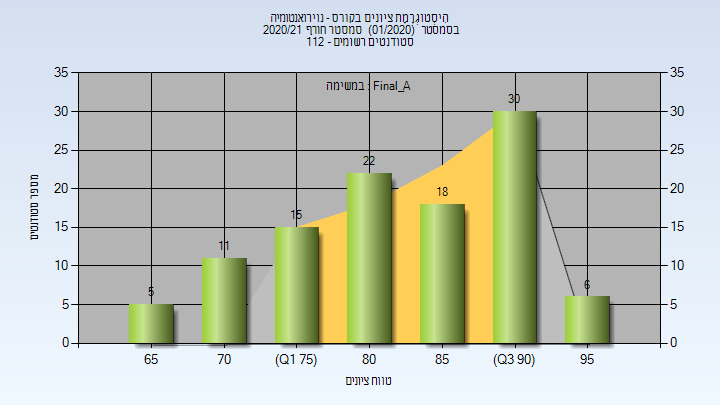 הִיסְטוֹגְרָמַת ציונים בקורס - נוירואנטומיה
בסמסטר (01/2020) סמסטר חורף 2020/21
סטודנטים רשומים - 112
במשימה : Final_A
מספר סטודנטים
35 35
30 30
25 25
20 20
15 15
10 10
5 5
0 0
5 11 15 22 18 30 6
65 70 (Q1 75) 80 85 (Q3 90) 95
טווח ציונים